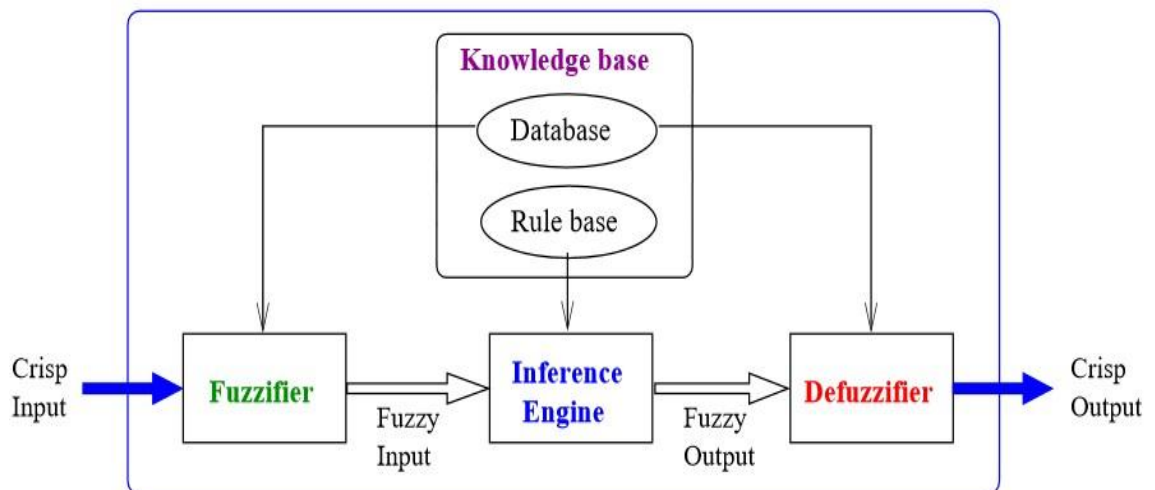 Knowledge base
Database
Rule base
Crisp
Input
Fuzzifier
Fuzzy
Input
Inference
Engine
Fuzzy
Output
Defuzzifier
Crisp
Output